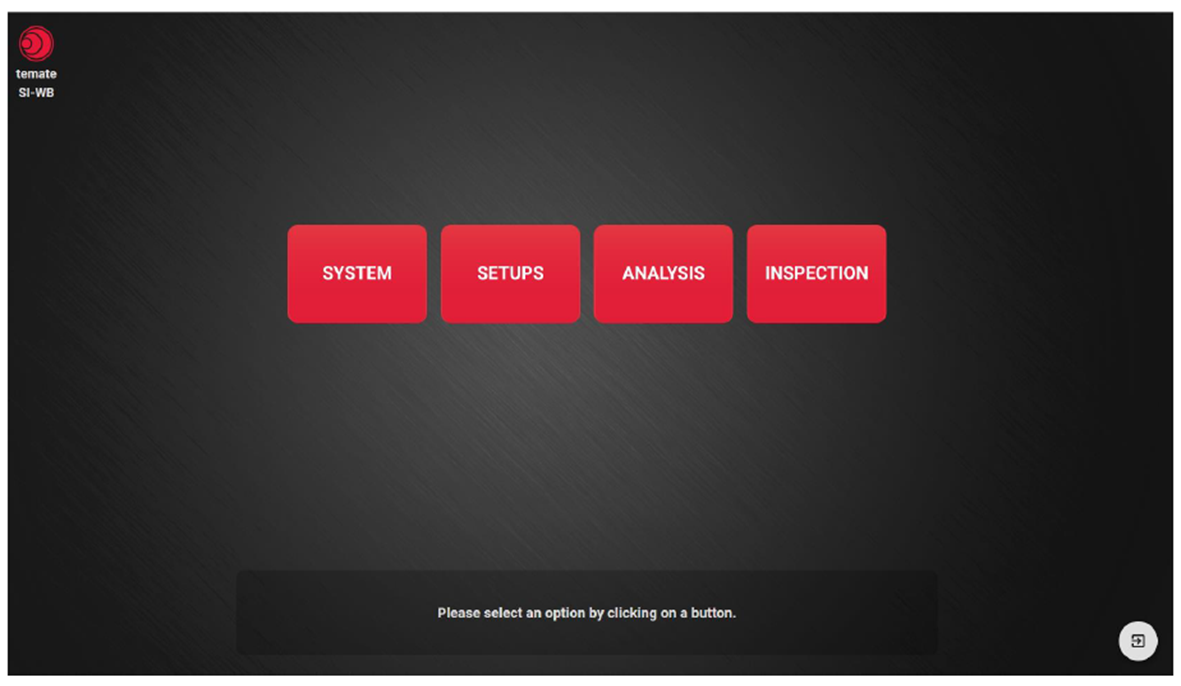 temate
SI-WB
SYSTEM
SETUPS
ANALYSIS
INSPECTION
Please select an option by clicking on a button.